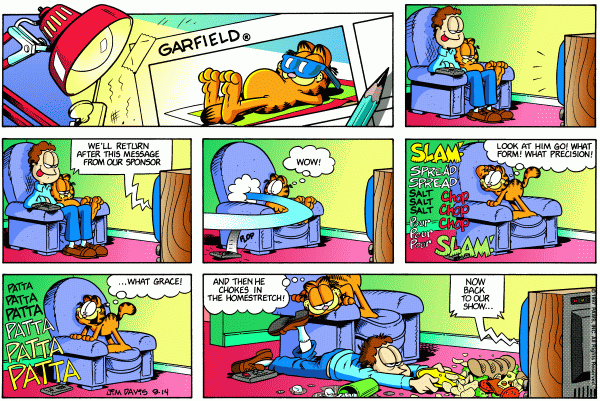 GARFIELD®
WE'LL RETURN
AFTER THIS MESSAGE
FROM OUR SPONSOR
WOW!
PLOP
SLAM!
SPREAD
SPREAD
SALT
SALT
SALT
Chop
Chop
Chop
Pour
Pour
Pour
SLAM!
LOOK AT HIM GO! WHAT
FORM! WHAT PRECISION!
PATTA
PATTA
PATTA
PATTA
PATTA
PATTA
...WHAT GRACE!
JIM DAVIS 8-14
AND THEN HE
CHOKES IN
THE HOMESTRETCH!
NOW
BACK
TO OUR
SHOW...